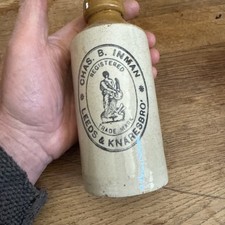 CHAS. B. INMAN
REGISTERED
TRADE MARK
LEEDS & KNARESBRO'